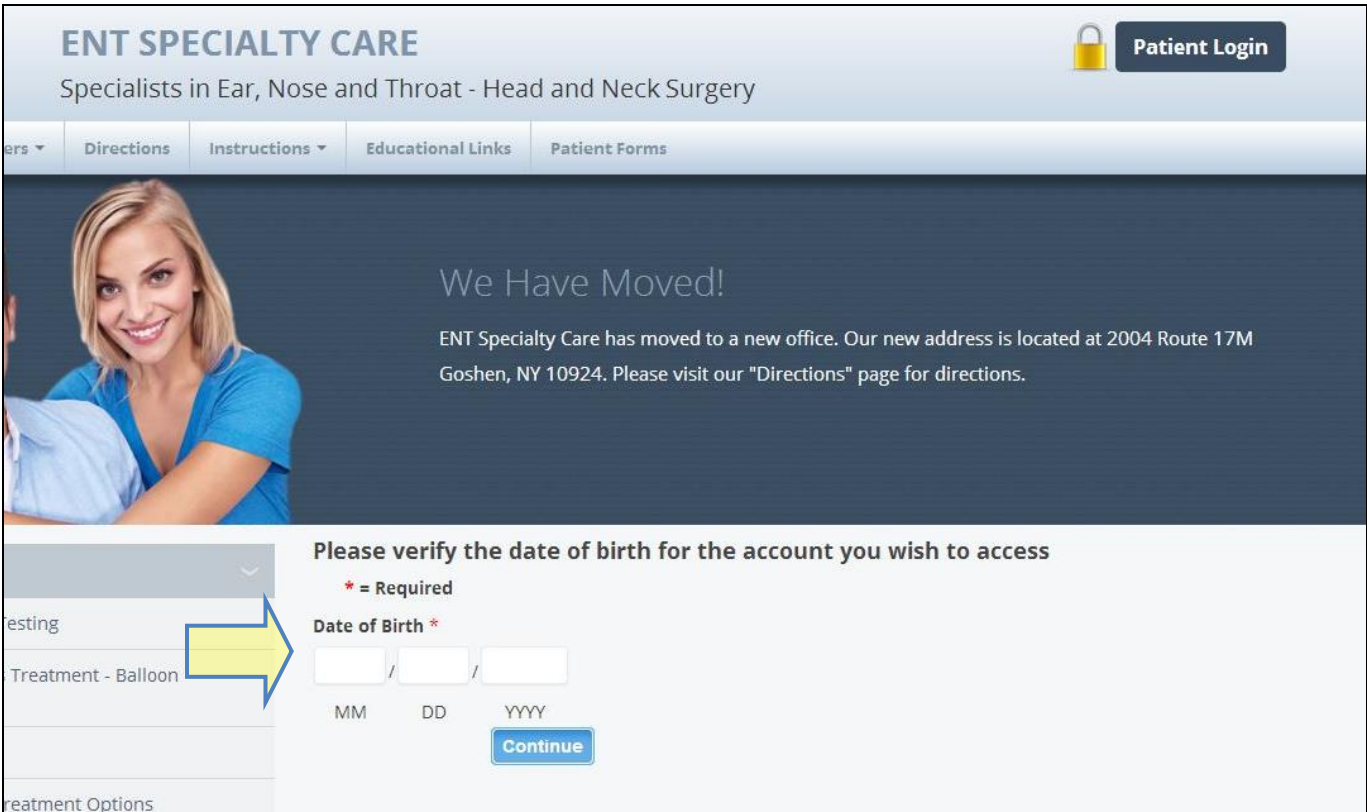 ENT SPECIALTY CARE
Patient Login
Specialists in Ear, Nose and Throat - Head and Neck Surgery
Directions
Instructions
Educational Links
Patient Forms
We Have Moved!
ENT Specialty Care has moved to a new office. Our new address is located at 2004 Route 17M
Goshen, NY 10924. Please visit our "Directions" page for directions.
Please verify the date of birth for the account you wish to access
* = Required
Date of Birth *
/ /
MM DD YYYY
Continue
Treatment - Balloon
Options